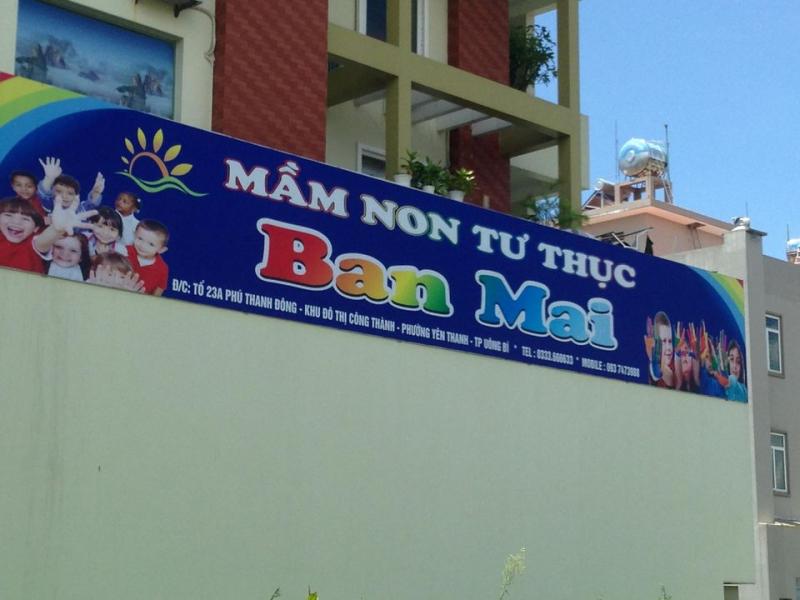 MẦM NON TƯ THỤC
Ban Mai
Đ/C: TỔ 23A PHÚ THANH ĐÔNG - KHU ĐÔ THỊ CÔNG THÀNH - PHƯỜNG YÊN THANH - TP UÔNG BÍ * TEL : 0333.660633 * MOBILE : 093 7473988